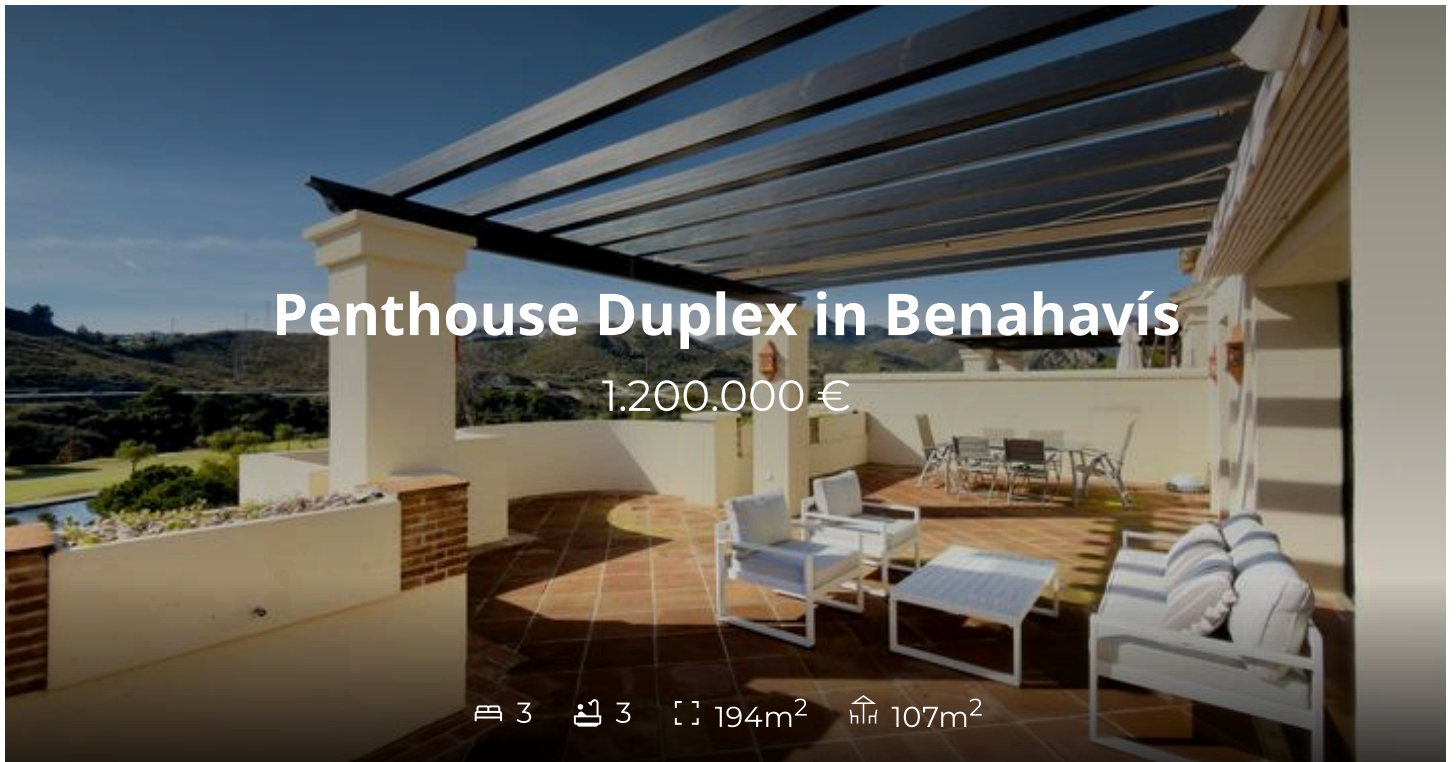 Penthouse Duplex in Benahavís
1.200.000 €
3 3 194m² 107m²